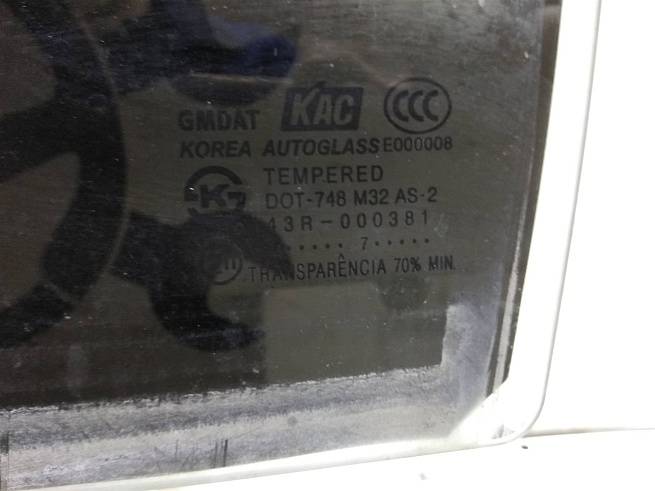 GMDAT KAC CCC
KOREA AUTOGLASS E000008
TEMPERED
DOT-748 M32 AS-2
43R-000381
..... 7.....
TRANSPARÊNCIA 70% MIN.